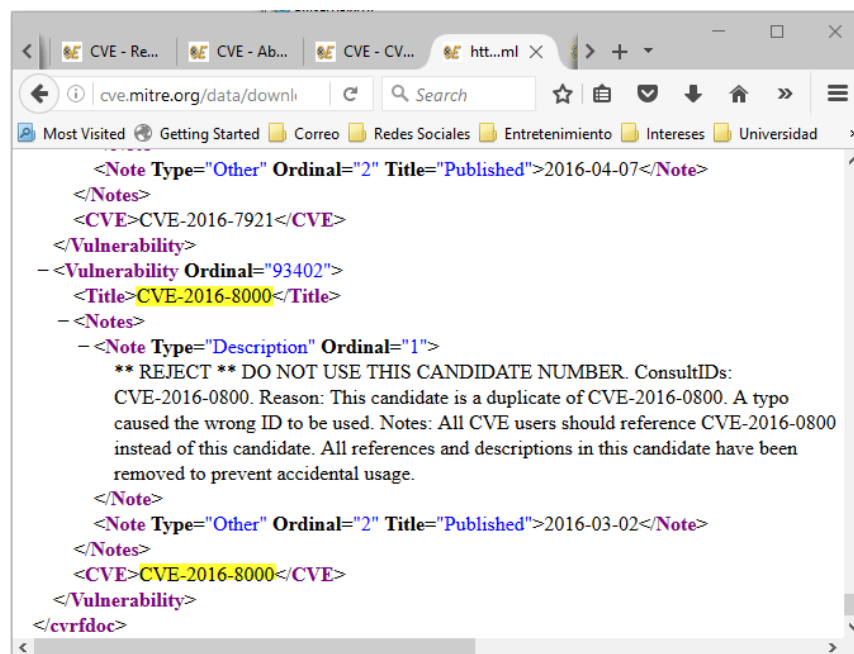 CVE - Re...
CVE - Ab...
CVE - CV...
htt...ml
cve.mitre.org/data/downl
Search
Most Visited Getting Started Correo Redes Sociales Entretenimiento Intereses Universidad
<Note Type="Other" Ordinal="2" Title="Published">2016-04-07</Note>
</Notes>
<CVE>CVE-2016-7921</CVE>
</Vulnerability>
−<Vulnerability Ordinal="93402">
<Title>CVE-2016-8000</Title>
−<Notes>
−<Note Type="Description" Ordinal="1">
** REJECT ** DO NOT USE THIS CANDIDATE NUMBER. ConsultIDs:
CVE-2016-0800. Reason: This candidate is a duplicate of CVE-2016-0800. A typo
caused the wrong ID to be used. Notes: All CVE users should reference CVE-2016-0800
instead of this candidate. All references and descriptions in this candidate have been
removed to prevent accidental usage.
</Note>
<Note Type="Other" Ordinal="2" Title="Published">2016-03-02</Note>
</Notes>
<CVE>CVE-2016-8000</CVE>
</Vulnerability>
</cvrfdoc>